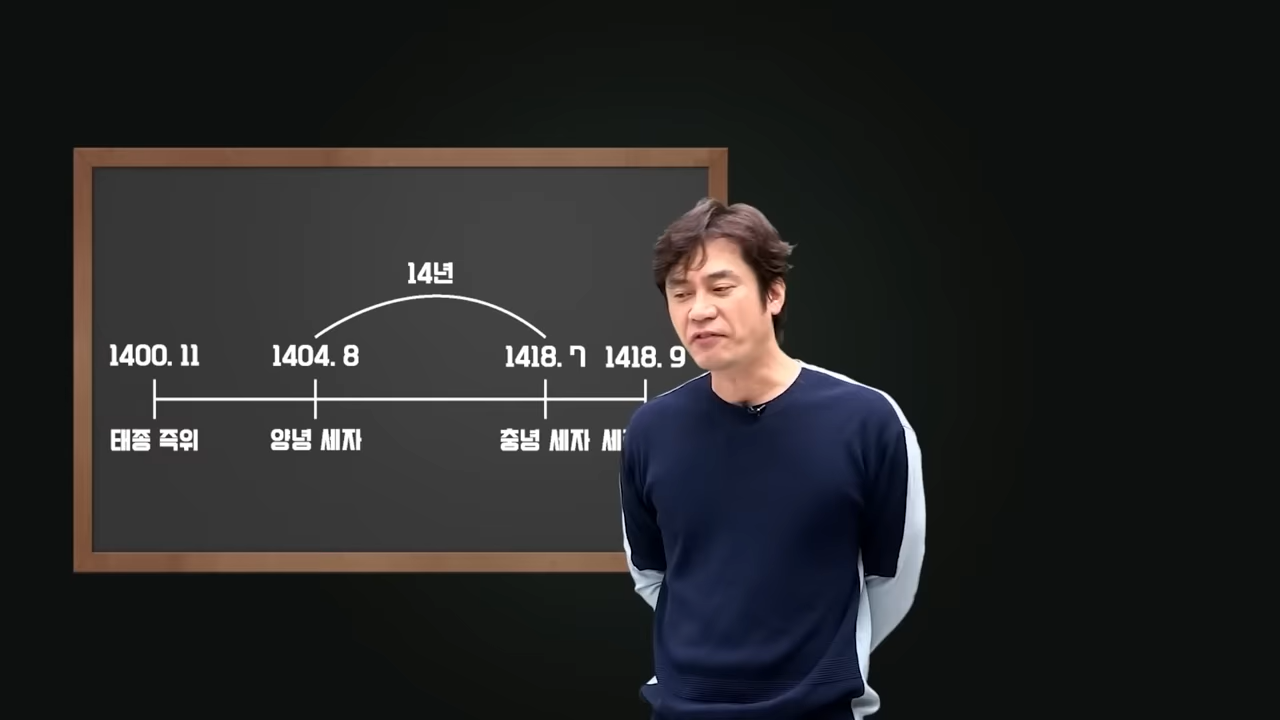 14년
1400. 11 1404. 8 1418. 7 1418. 9
태종 즉위 양녕 세자 충녕 세자